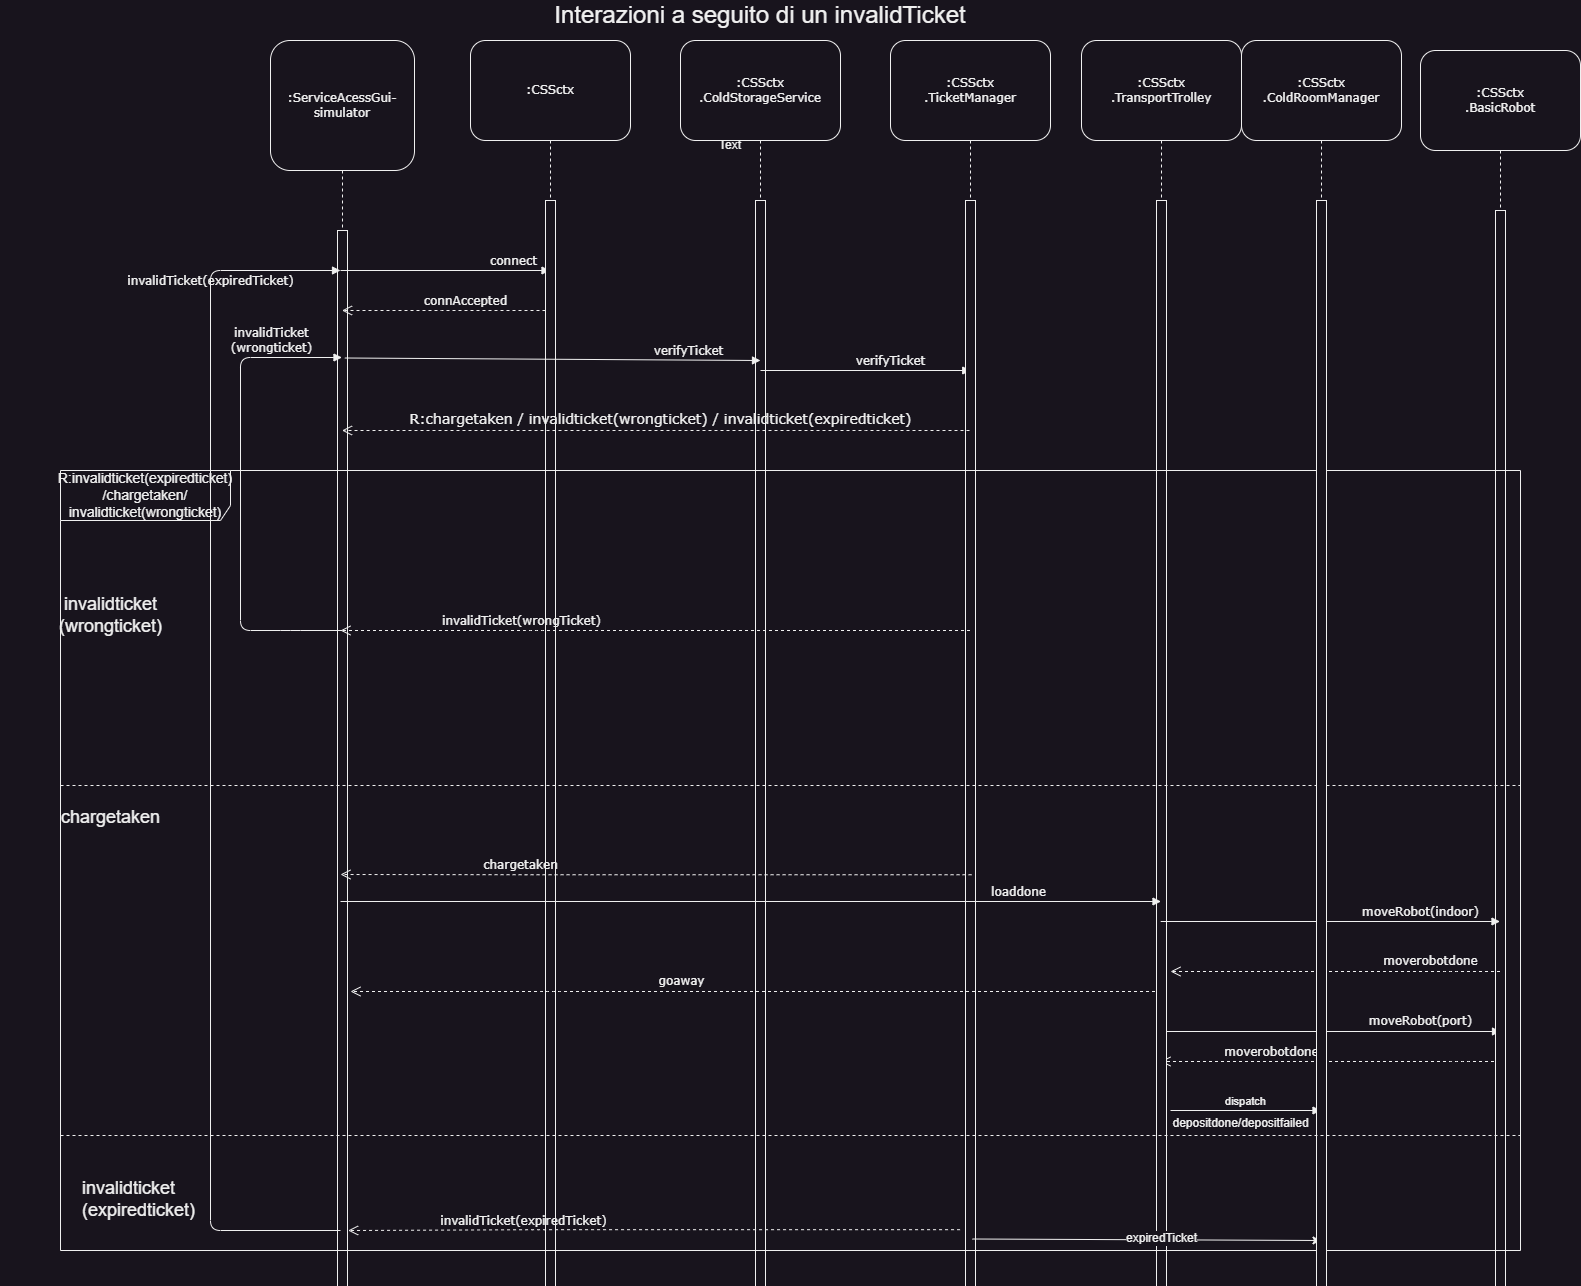 Interazioni a seguito di un invalidTicket
:ServiceAcessGui-
simulator
:CSSctx
:CSSctx
.ColdStorageService
:CSSctx
.TicketManager
:CSSctx
.TransportTrolley
:CSSctx
.ColdRoomManager
:CSSctx
.BasicRobot
Text
connect
invalidTicket(expiredTicket)
connAccepted
invalidTicket
(wrongticket)
verifyTicket
verifyTicket
R:chargetaken / invalidticket(wrongticket) / invalidticket(expiredticket)
R:invalidticket(expiredticket)
/chargetaken/
invalidticket(wrongticket)
invalidticket
(wrongticket)
invalidTicket(wrongTicket)
chargetaken
chargetaken
loaddone
moveRobot(indoor)
moverobotdone
goaway
moveRobot(port)
moverobotdone
dispatch
depositdone/depositfailed
invalidticket
(expiredticket)
invalidTicket(expiredTicket)
expiredTicket